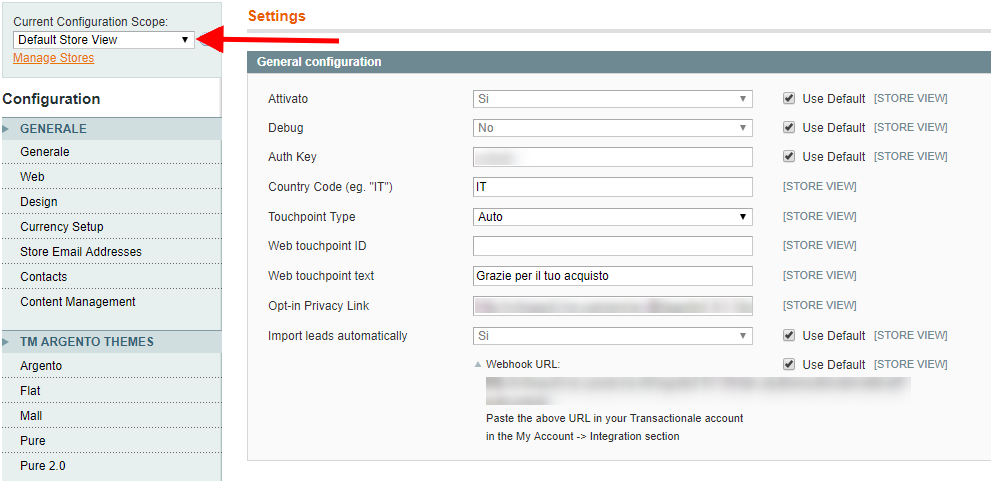 Current Configuration Scope:
Default Store View
Manage Stores
Configuration
GENERALE
Generale
Web
Design
Currency Setup
Store Email Addresses
Contacts
Content Management
TM ARGENTO THEMES
Argento
Flat
Mall
Pure
Pure 2.0
Settings
General configuration
Attivato Si Use Default [STORE VIEW]
Debug No Use Default [STORE VIEW]
Auth Key Use Default [STORE VIEW]
Country Code (eg. "IT") IT [STORE VIEW]
Touchpoint Type Auto [STORE VIEW]
Web touchpoint ID [STORE VIEW]
Web touchpoint text Grazie per il tuo acquisto [STORE VIEW]
Opt-in Privacy Link [STORE VIEW]
Import leads automatically Si Use Default [STORE VIEW]
Webhook URL: Use Default [STORE VIEW]
Paste the above URL in your Transactionale account
in the My Account -> Integration section